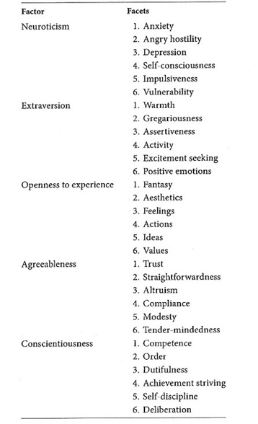 Factor Facets
Neuroticism 1. Anxiety
2. Angry hostility
3. Depression
4. Self-consciousness
5. Impulsiveness
6. Vulnerability
Extraversion 1. Warmth
2. Gregariousness
3. Assertiveness
4. Activity
5. Excitement seeking
6. Positive emotions
Openness to experience 1. Fantasy
2. Aesthetics
3. Feelings
4. Actions
5. Ideas
6. Values
Agreeableness 1. Trust
2. Straightforwardness
3. Altruism
4. Compliance
5. Modesty
6. Tender-mindedness
Conscientiousness 1. Competence
2. Order
3. Dutifulness
4. Achievement striving
5. Self-discipline
6. Deliberation